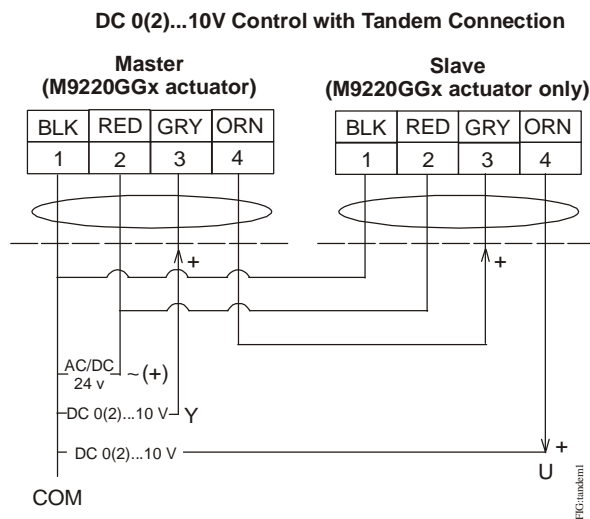 DC 0(2)...10V Control with Tandem Connection
Master
(M9220GGx actuator)
Slave
(M9220GGx actuator only)
BLK RED GRY ORN
1 2 3 4
BLK RED GRY ORN
1 2 3 4
+
+
AC/DC
24 v
~ (+)
DC 0(2)...10 V Y
DC 0(2)...10 V
+
U
COM
FIG:tandem1